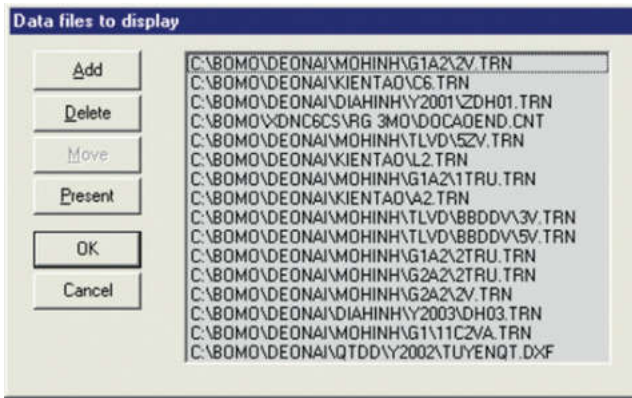 Data files to display
Add
Delete
Move
Present
OK
Cancel
C:\BOMO\DEONAI\MOHINH\G1A2\2V.TRN
C:\BOMO\DEONAI\KIENTAO\C6.TRN
C:\BOMO\DEONAI\DIAHINH\Y2001\ZDH01.TRN
C:\BOMO\XDNC6CS\RG 3MO\DOCAOEND.CNT
C:\BOMO\DEONAI\MOHINH\TLVD\5ZV.TRN
C:\BOMO\DEONAI\KIENTAO\L2.TRN
C:\BOMO\DEONAI\MOHINH\G1A2\1TRU.TRN
C:\BOMO\DEONAI\KIENTAO\A2.TRN
C:\BOMO\DEONAI\MOHINH\TLVD\BBDDV\3V.TRN
C:\BOMO\DEONAI\MOHINH\TLVD\BBDDV\5V.TRN
C:\BOMO\DEONAI\MOHINH\G1A2\2TRU.TRN
C:\BOMO\DEONAI\MOHINH\G2A2\2TRU.TRN
C:\BOMO\DEONAI\MOHINH\G2A2\2V.TRN
C:\BOMO\DEONAI\DIAHINH\Y2003\DH03.TRN
C:\BOMO\DEONAI\MOHINH\G1\11C2VA.TRN
C:\BOMO\DEONAI\QTDD\Y2002\TUYENQT.DXF